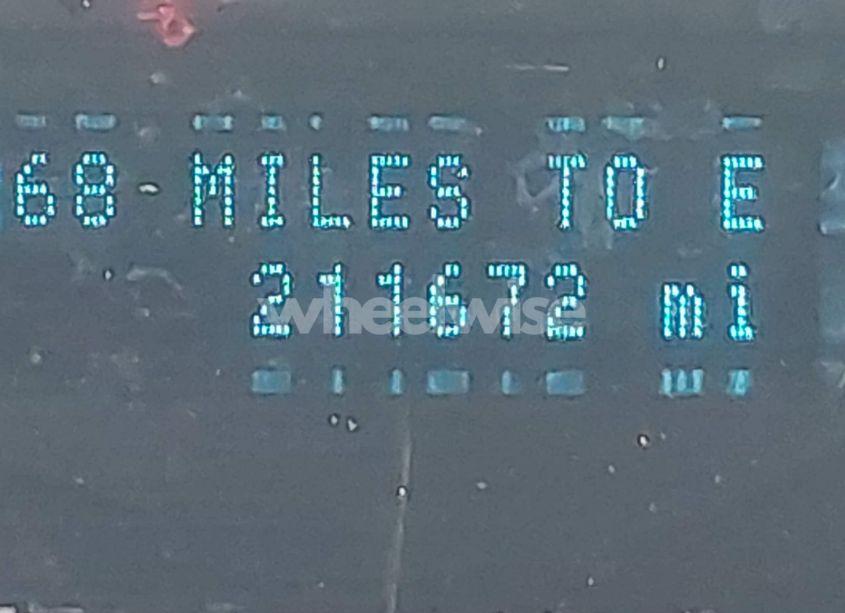 68 MILES TO E
211672 mi
wheelwise